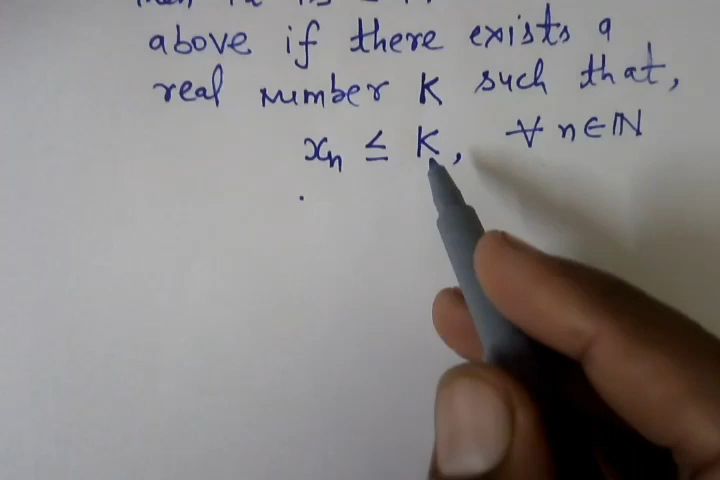 above if there exists a
real number K such that,
xₙ ≤ K, ∀ n∈ℕ